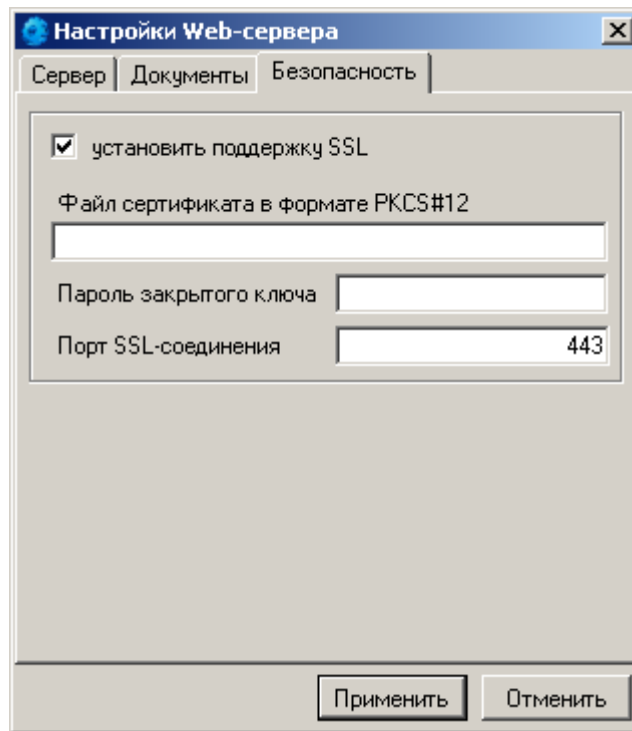 Настройки Web-сервера
Сервер Документы Безопасность
установить поддержку SSL
Файл сертификата в формате PKCS#12
Пароль закрытого ключа
Порт SSL-соединения 443
Применить Отменить